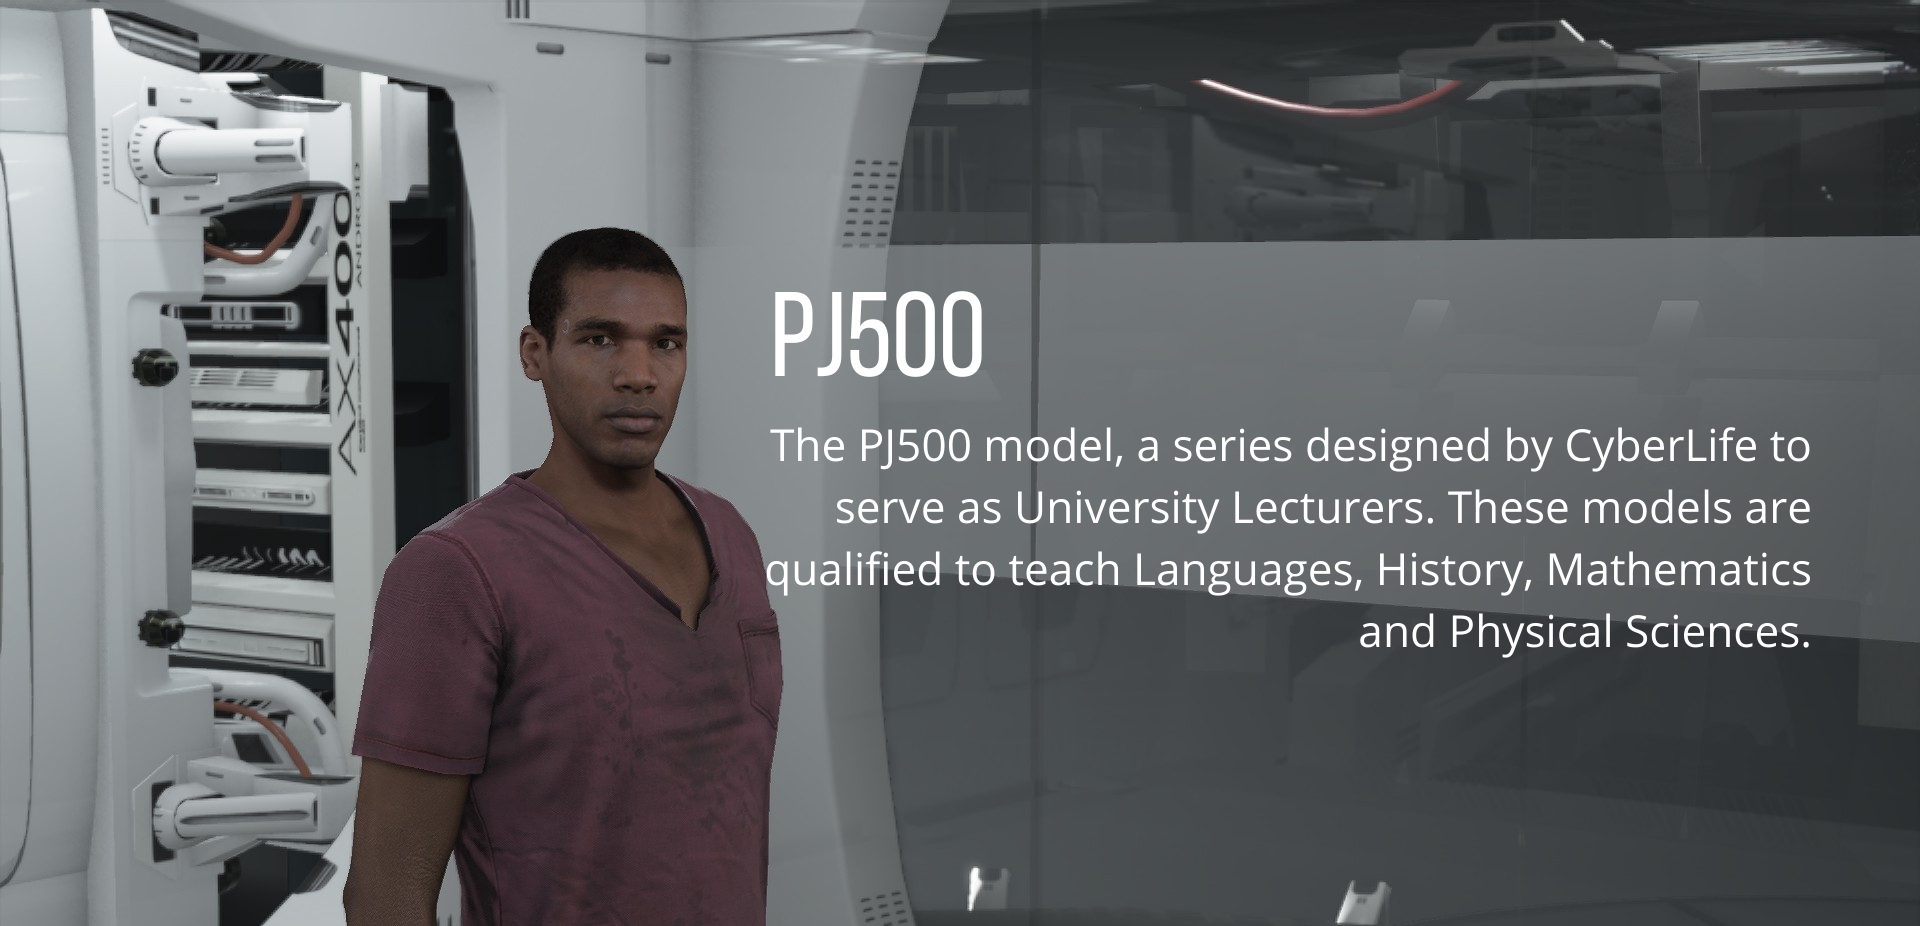 AX400
ANDROID
PJ500
The PJ500 model, a series designed by CyberLife to
serve as University Lecturers. These models are
qualified to teach Languages, History, Mathematics
and Physical Sciences.